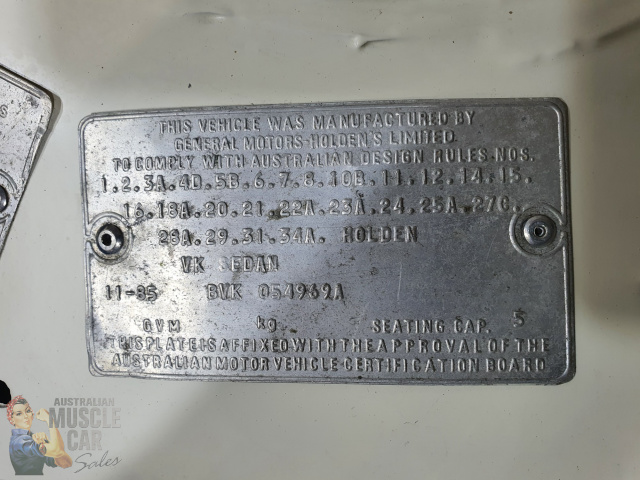 THIS VEHICLE WAS MANUFACTURED BY
GENERAL MOTORS-HOLDEN'S LIMITED
TO COMPLY WITH AUSTRALIAN DESIGN RULES-NOS.
1.2.3A.4D.5B.6.7.8.10B.11.12.14.15.
16.18A.20.21.22A.23A.24.25A.27C.
28A.29.31.34A. HOLDEN
VK SEDAN
11-85 BVK 054969A
GVM kg SEATING CAP. 5
THIS PLATE IS AFFIXED WITH THE APPROVAL OF THE
AUSTRALIAN MOTOR VEHICLE CERTIFICATION BOARD
AUSTRALIAN
MUSCLE
CAR
Sales